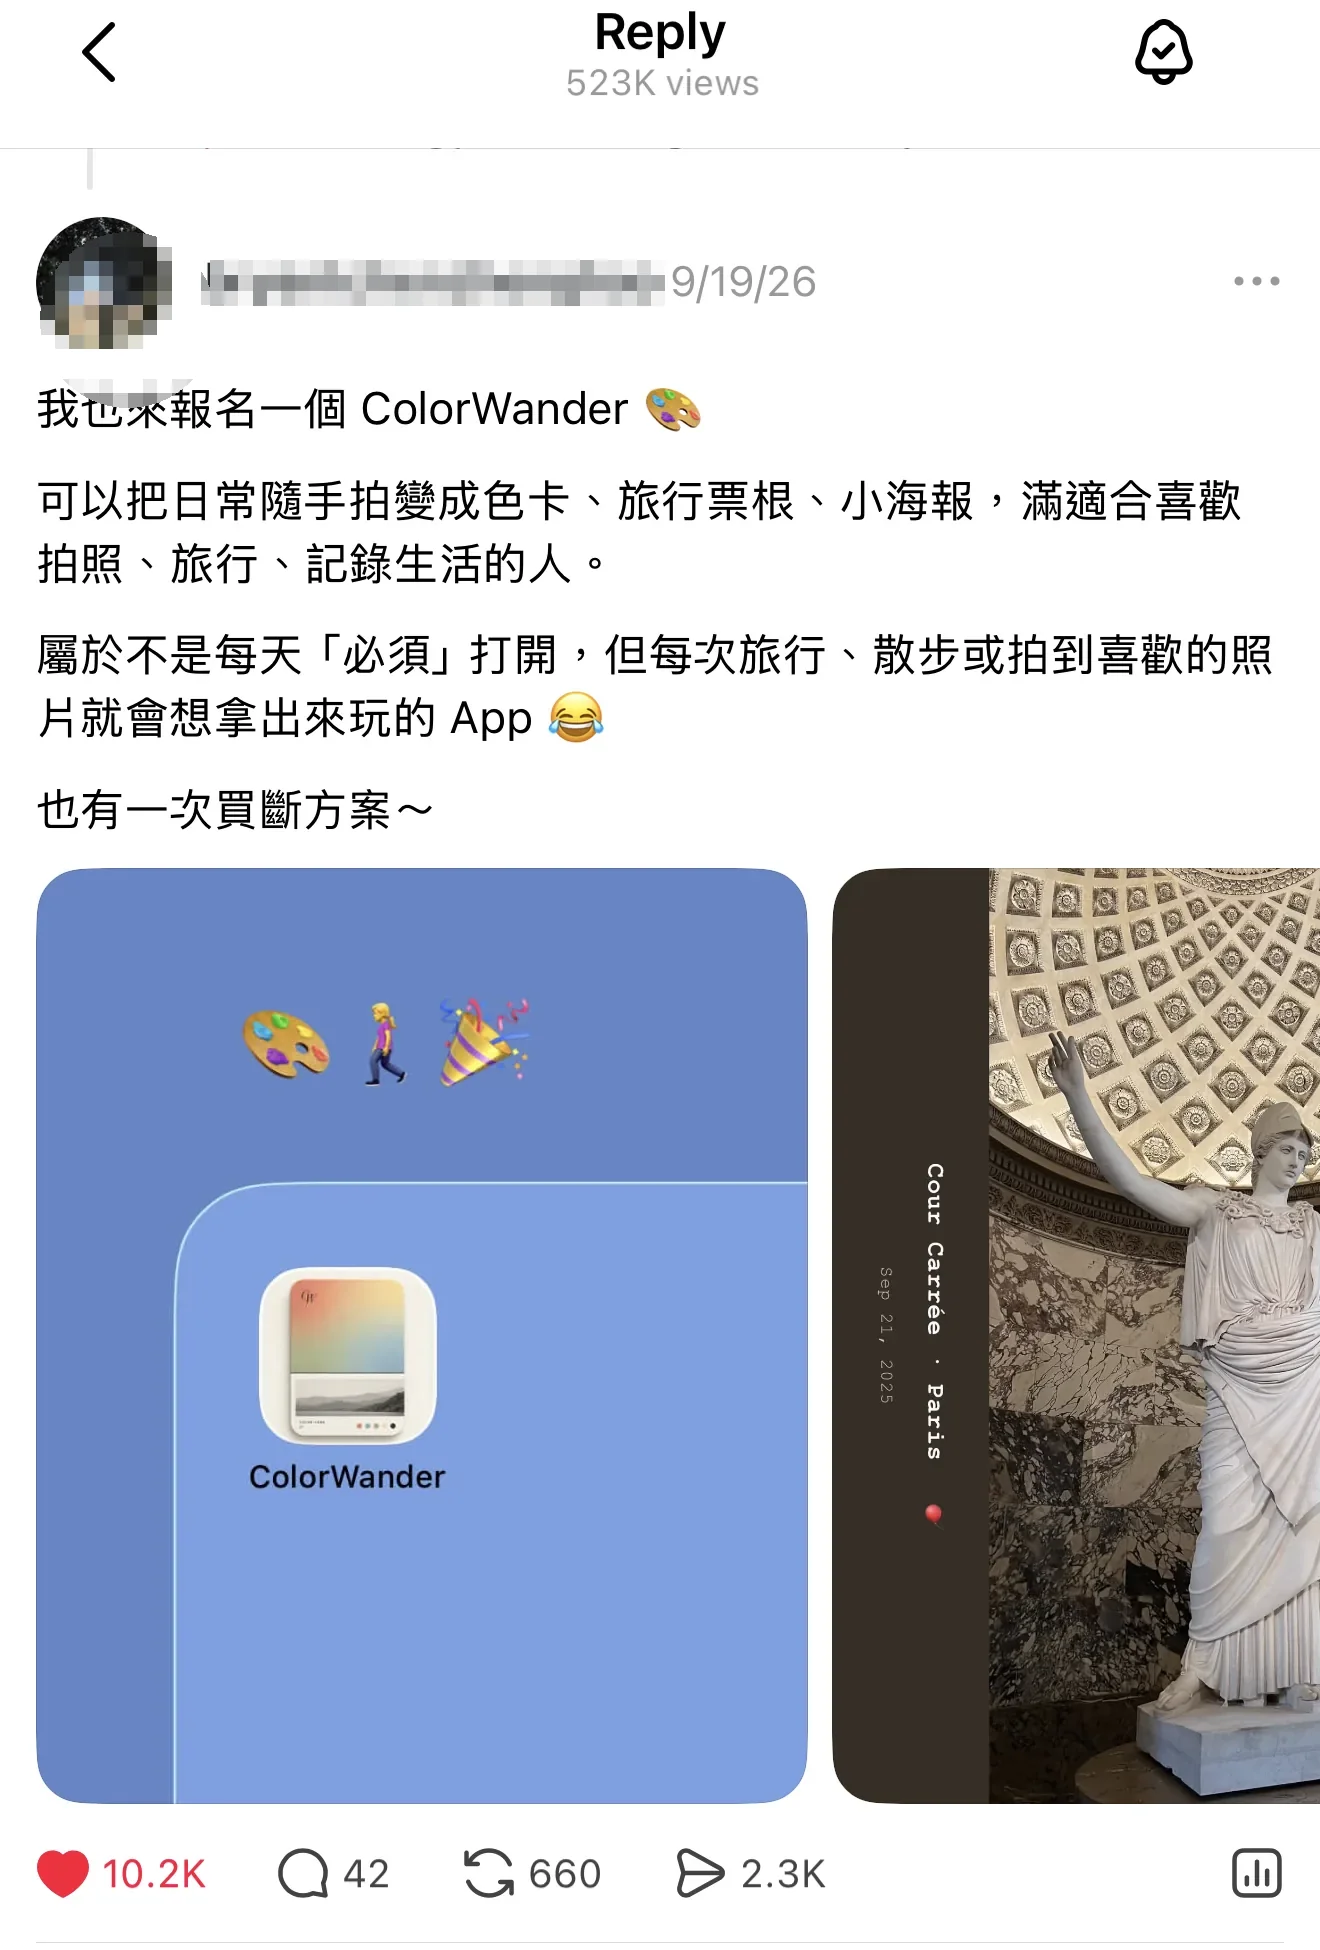 Reply
523K views
9/19/26
我也來報名一個 ColorWander 🎨
可以把日常隨手拍變成色卡、旅行票根、小海報，滿適合喜歡
拍照、旅行、記錄生活的人。
屬於不是每天「必須」打開，但每次旅行、散步或拍到喜歡的照
片就會想拿出來玩的 App 😂
也有一次買斷方案～
CW
ColorWander
Cour Carrée · Paris 🎈
Sep 21, 2025
10.2K
42
660
2.3K